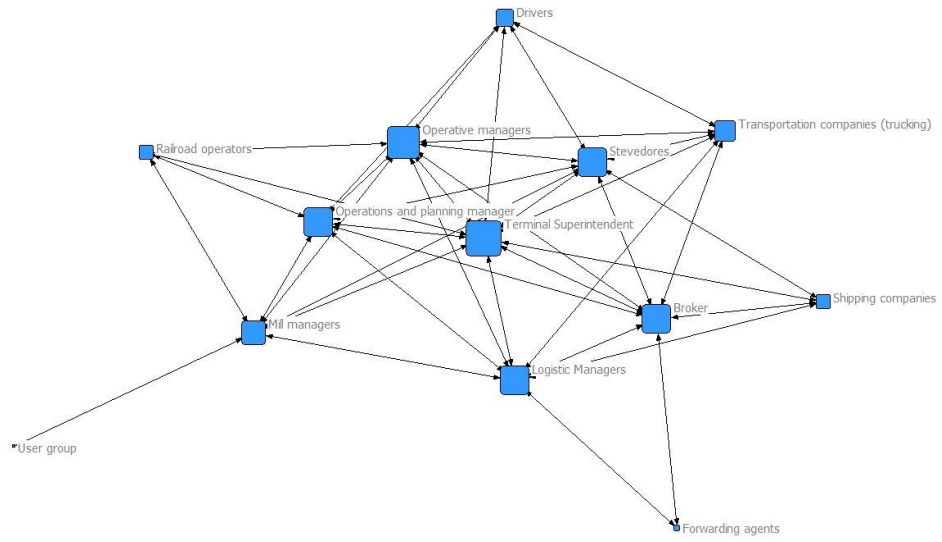 Drivers
Transportation companies (trucking)
Operative managers
Railroad operators
Stevedores
Operations and planning manager
Terminal Superintendent
Shipping companies
Broker
Mill managers
Logistic Managers
User group
Forwarding agents